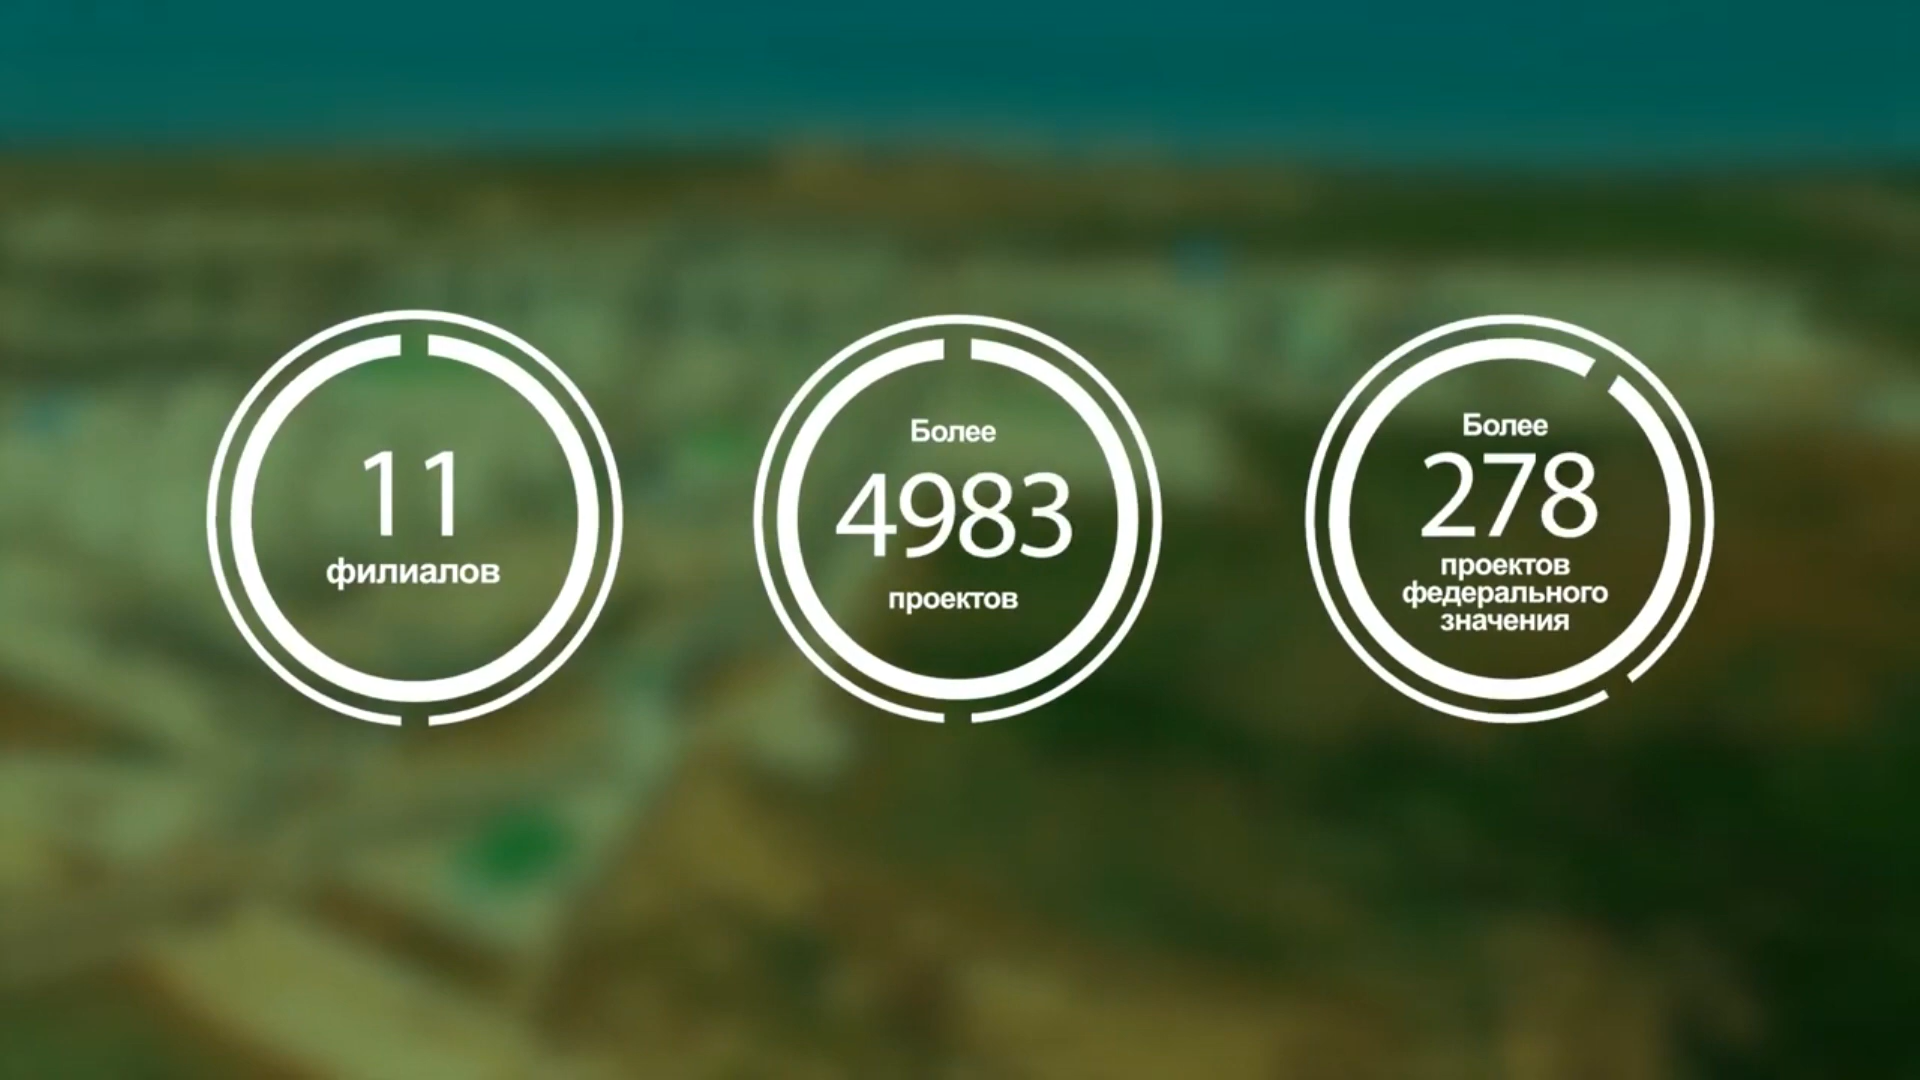 11
филиалов
Более
4983
проектов
Более
278
проектов
федерального
значения